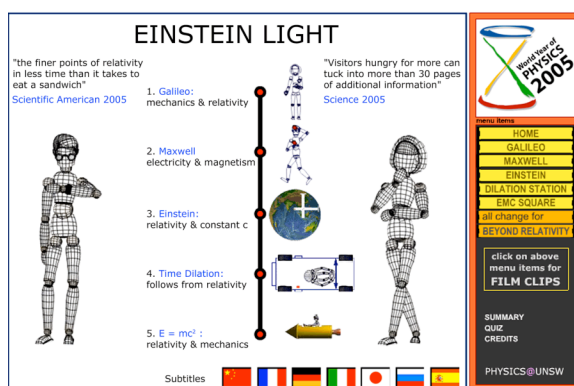 EINSTEIN LIGHT
"the finer points of relativity
in less time than it takes to
eat a sandwich"
Scientific American 2005
"Visitors hungry for more can
tuck into more than 30 pages
of additional information"
Science 2005
1. Galileo:
mechanics & relativity
2. Maxwell
electricity & magnetism
3. Einstein:
relativity & constant c
4. Time Dilation:
follows from relativity
5. E = mc² :
relativity & mechanics
Subtitles
World Year of
PHYSICS
2005
menu items
HOME
GALILEO
MAXWELL
EINSTEIN
DILATION STATION
EMC SQUARE
all change for
BEYOND RELATIVITY
click on above
menu items for
FILM CLIPS
SUMMARY
QUIZ
CREDITS
PHYSICS@UNSW